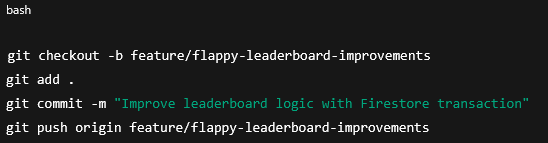 bash
git checkout -b feature/flappy-leaderboard-improvements
git add .
git commit -m "Improve leaderboard logic with Firestore transaction"
git push origin feature/flappy-leaderboard-improvements